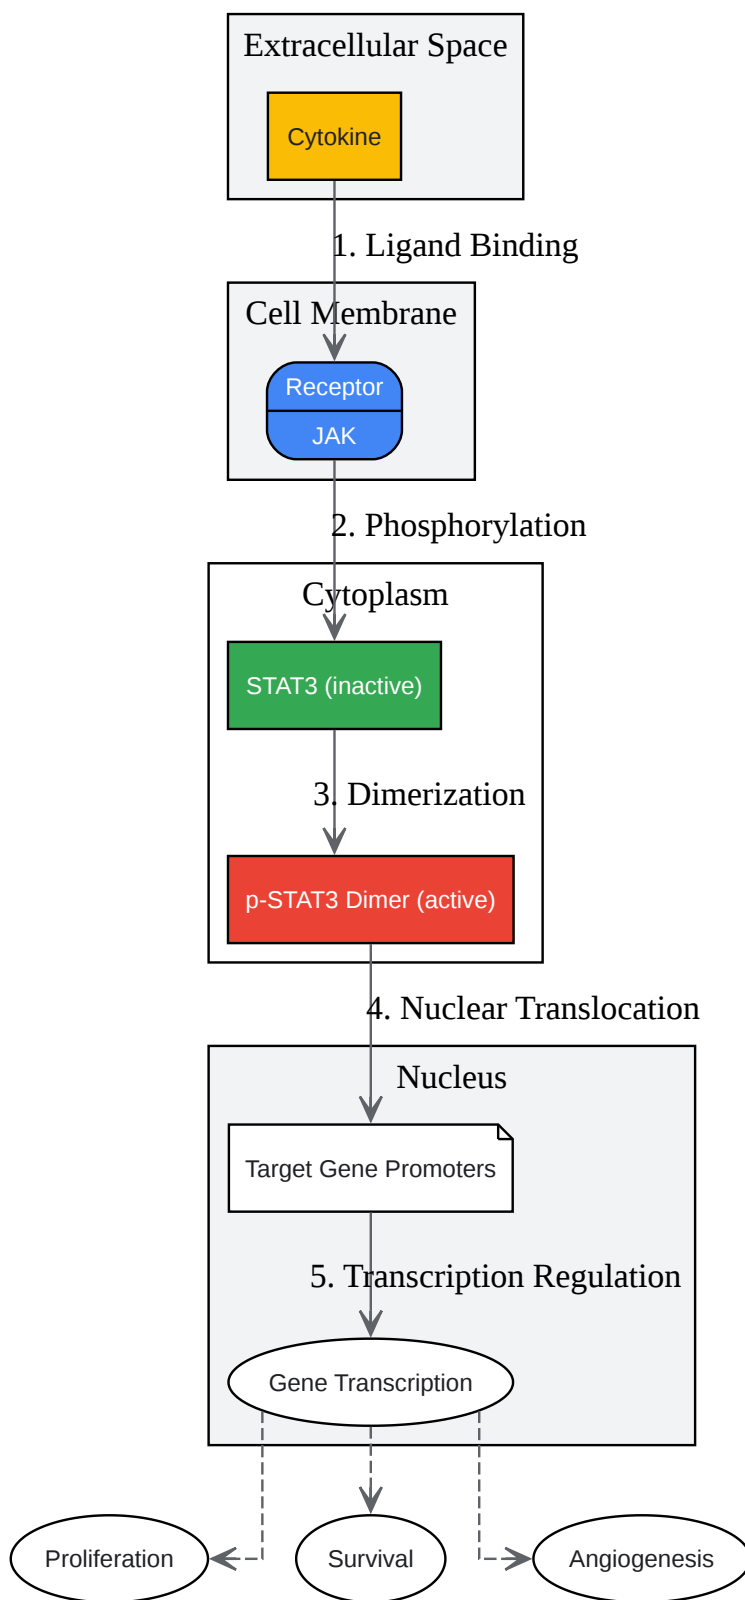 Extracellular Space
Cytokine
1. Ligand Binding
Cell Membrane
Receptor
JAK
2. Phosphorylation
Cytoplasm
STAT3 (inactive)
3. Dimerization
p-STAT3 Dimer (active)
4. Nuclear Translocation
Nucleus
Target Gene Promoters
5. Transcription Regulation
Gene Transcription
Proliferation
Survival
Angiogenesis